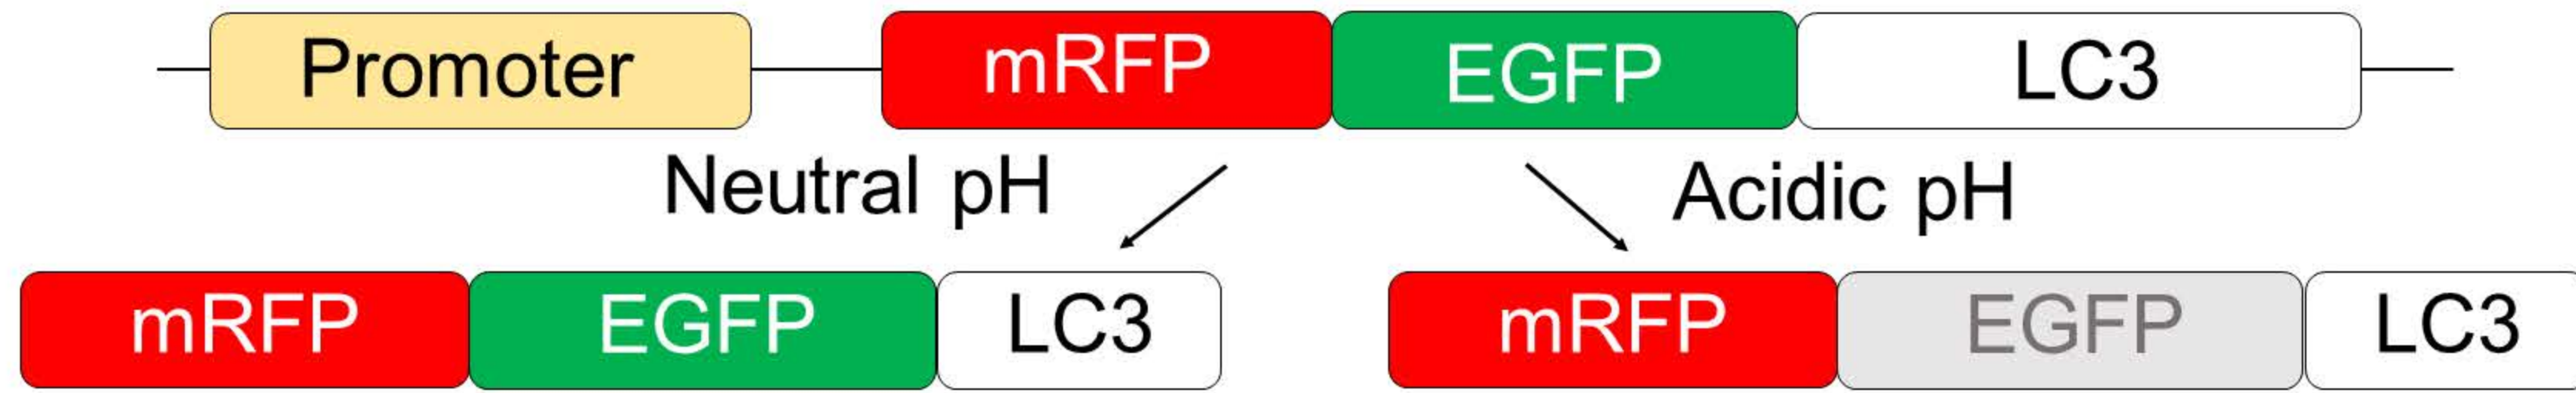 Promoter mRFP EGFP LC3
Neutral pH Acidic pH
mRFP EGFP LC3 mRFP EGFP LC3